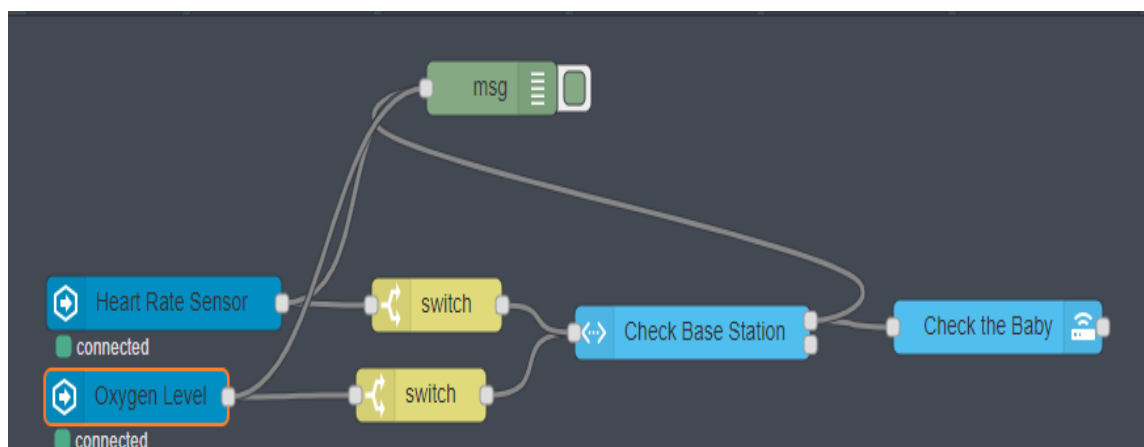 msg
Heart Rate Sensor
switch
connected
Check Base Station
Check the Baby
Oxygen Level
switch
connected